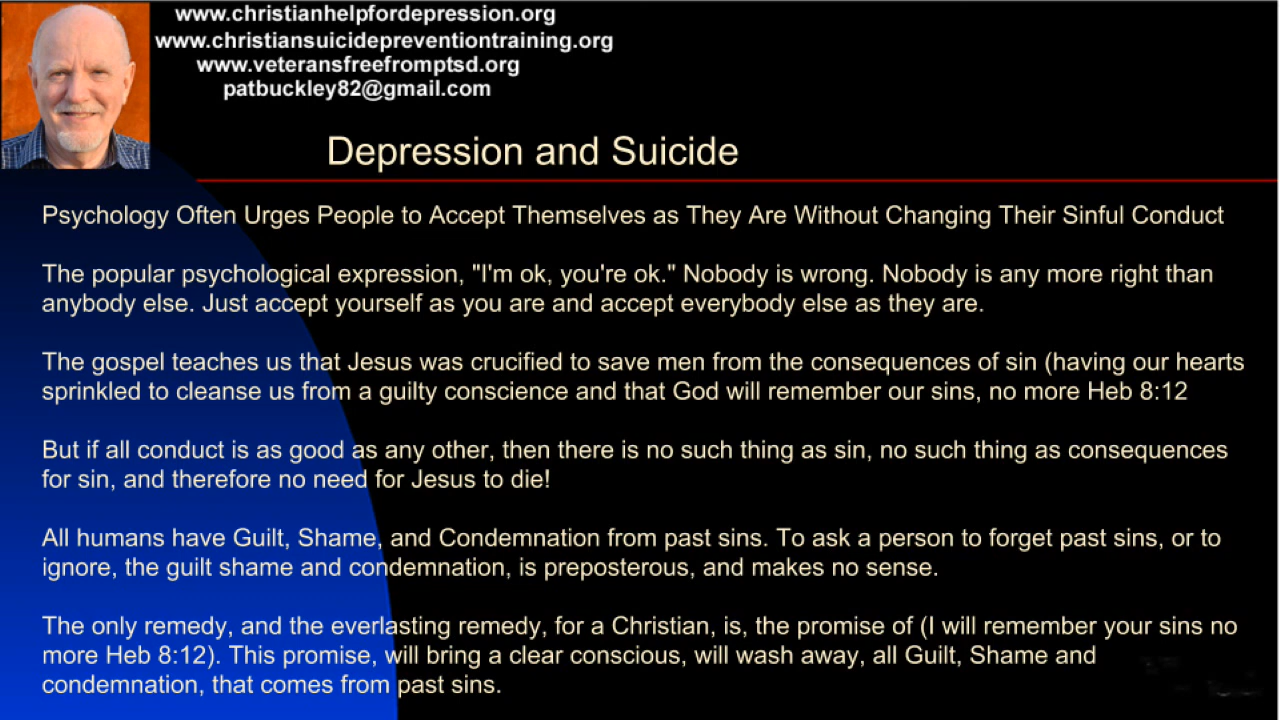 www.christianhelpfordepression.org
www.christiansuicidepreventiontraining.org
www.veteransfreefromptsd.org
patbuckley82@gmail.com
Depression and Suicide
Psychology Often Urges People to Accept Themselves as They Are Without Changing Their Sinful Conduct
The popular psychological expression, "I'm ok, you're ok." Nobody is wrong. Nobody is any more right than
anybody else. Just accept yourself as you are and accept everybody else as they are.
The gospel teaches us that Jesus was crucified to save men from the consequences of sin (having our hearts
sprinkled to cleanse us from a guilty conscience and that God will remember our sins, no more Heb 8:12
But if all conduct is as good as any other, then there is no such thing as sin, no such thing as consequences
for sin, and therefore no need for Jesus to die!
All humans have Guilt, Shame, and Condemnation from past sins. To ask a person to forget past sins, or to
ignore, the guilt shame and condemnation, is preposterous, and makes no sense.
The only remedy, and the everlasting remedy, for a Christian, is, the promise of (I will remember your sins no
more Heb 8:12). This promise, will bring a clear conscious, will wash away, all Guilt, Shame and
condemnation, that comes from past sins.